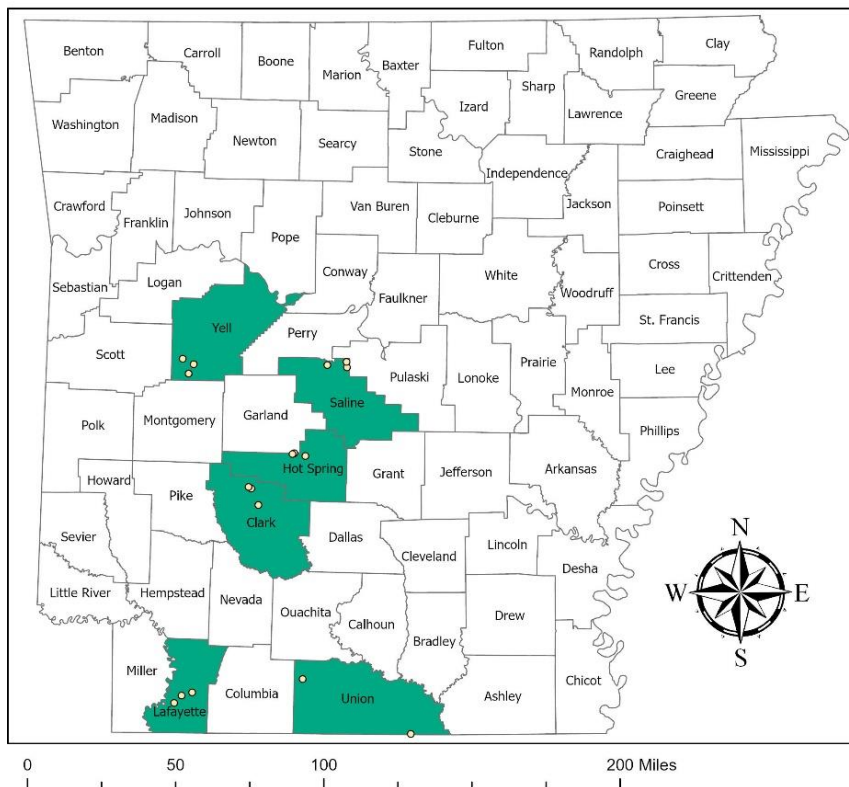 Benton
Carroll
Boone
Marion
Baxter
Fulton
Sharp
Randolph
Clay
Greene
Izard
Lawrence
Washington
Madison
Newton
Searcy
Stone
Independence
Craighead
Mississippi
Crawford
Franklin
Johnson
Pope
Van Buren
Cleburne
Jackson
Poinsett
Sebastian
Logan
Conway
Faulkner
White
Woodruff
Cross
Crittenden
St. Francis
Yell
Perry
Scott
Pulaski
Lonoke
Prairie
Monroe
Lee
Saline
Garland
Montgomery
Polk
Phillips
Hot Spring
Grant
Jefferson
Arkansas
Howard
Pike
Clark
Dallas
Sevier
Cleveland
Lincoln
Desha
Little River
Hempstead
Nevada
Ouachita
Calhoun
Bradley
Drew
Miller
Lafayette
Columbia
Union
Ashley
Chicot
N
W
E
S
0 50 100 200 Miles